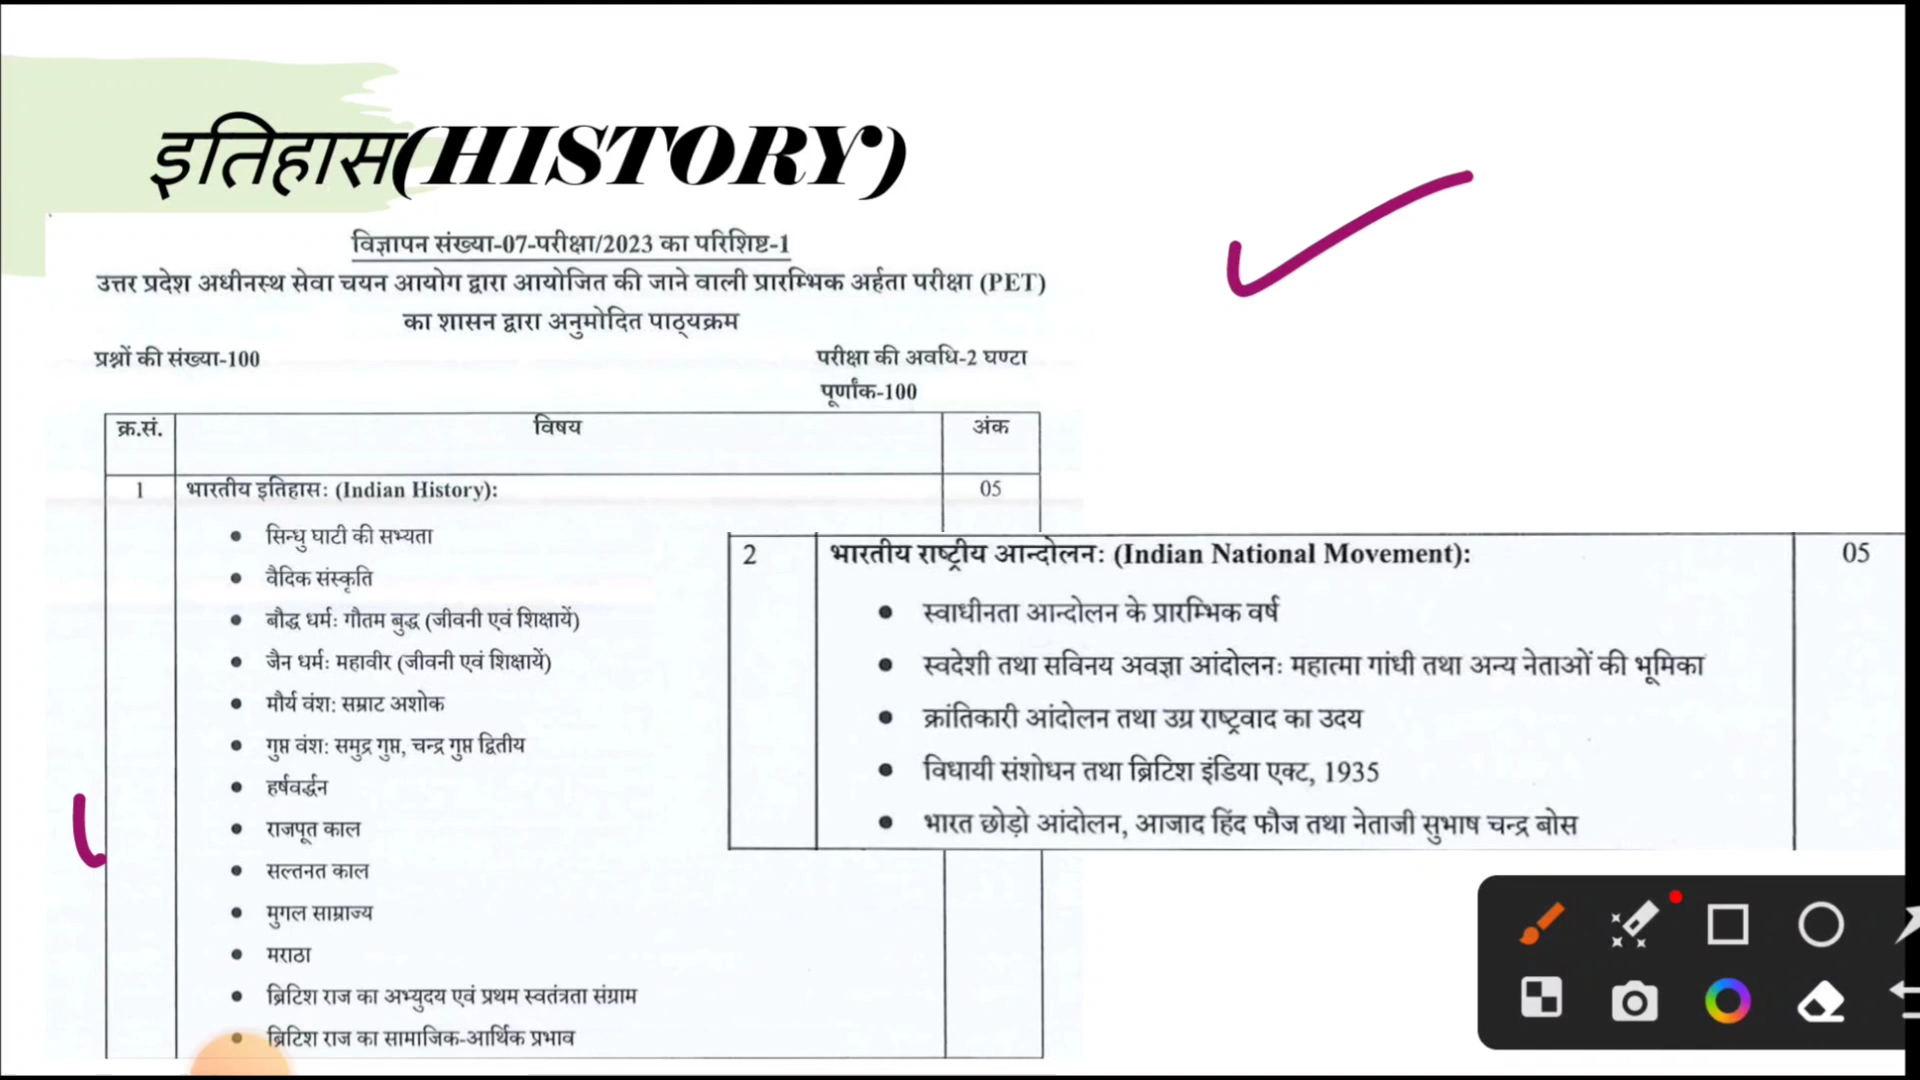 इतिहास(HISTORY)
विज्ञापन संख्या-07-परीक्षा/2023 का परिशिष्ट-1
उत्तर प्रदेश अधीनस्थ सेवा चयन आयोग द्वारा आयोजित की जाने वाली प्रारम्भिक अर्हता परीक्षा (PET)
का शासन द्वारा अनुमोदित पाठ्यक्रम
प्रश्नों की संख्या-100
परीक्षा की अवधि-2 घण्टा
पूर्णांक-100
क्र.सं. विषय अंक
1 भारतीय इतिहास: (Indian History): 05
सिन्धु घाटी की सभ्यता
वैदिक संस्कृति
बौद्ध धर्म: गौतम बुद्ध (जीवनी एवं शिक्षायें)
जैन धर्म: महावीर (जीवनी एवं शिक्षायें)
मौर्य वंश: सम्राट अशोक
गुप्त वंश: समुद्र गुप्त, चन्द्र गुप्त द्वितीय
हर्षवर्द्धन
राजपूत काल
सल्तनत काल
मुगल साम्राज्य
मराठा
ब्रिटिश राज का अभ्युदय एवं प्रथम स्वतंत्रता संग्राम
ब्रिटिश राज का सामाजिक-आर्थिक प्रभाव
2 भारतीय राष्ट्रीय आन्दोलन: (Indian National Movement): 05
स्वाधीनता आन्दोलन के प्रारम्भिक वर्ष
स्वदेशी तथा सविनय अवज्ञा आंदोलन: महात्मा गांधी तथा अन्य नेताओं की भूमिका
क्रांतिकारी आंदोलन तथा उग्र राष्ट्रवाद का उदय
विधायी संशोधन तथा ब्रिटिश इंडिया एक्ट, 1935
भारत छोड़ो आंदोलन, आजाद हिंद फौज तथा नेताजी सुभाष चन्द्र बोस